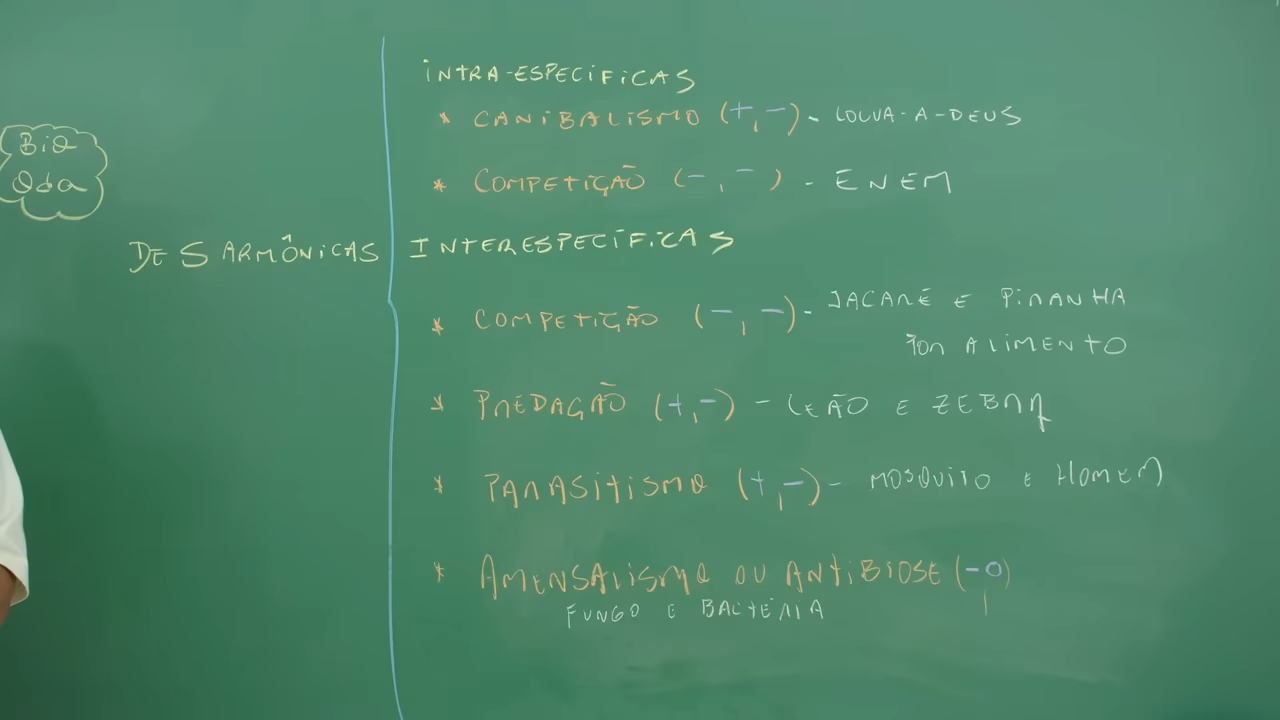 BIO
Oda
DESARMÔNICAS
INTRA-ESPECÍFICAS
* CANIBALISMO (+,-) - LOUVA-A-DEUS
* COMPETIÇÃO (-,-) - ENEM
INTERESPECÍFICAS
* COMPETIÇÃO (-,-) - JACARÉ E PIRANHA
POR ALIMENTO
* PREDAÇÃO (+,-) - LEÃO E ZEBRA
* PARASITISMO (+,-) - MOSQUITO E HOMEM
* AMENSALISMO OU ANTIBIOSE (-,0)
FUNGO E BACTÉRIA